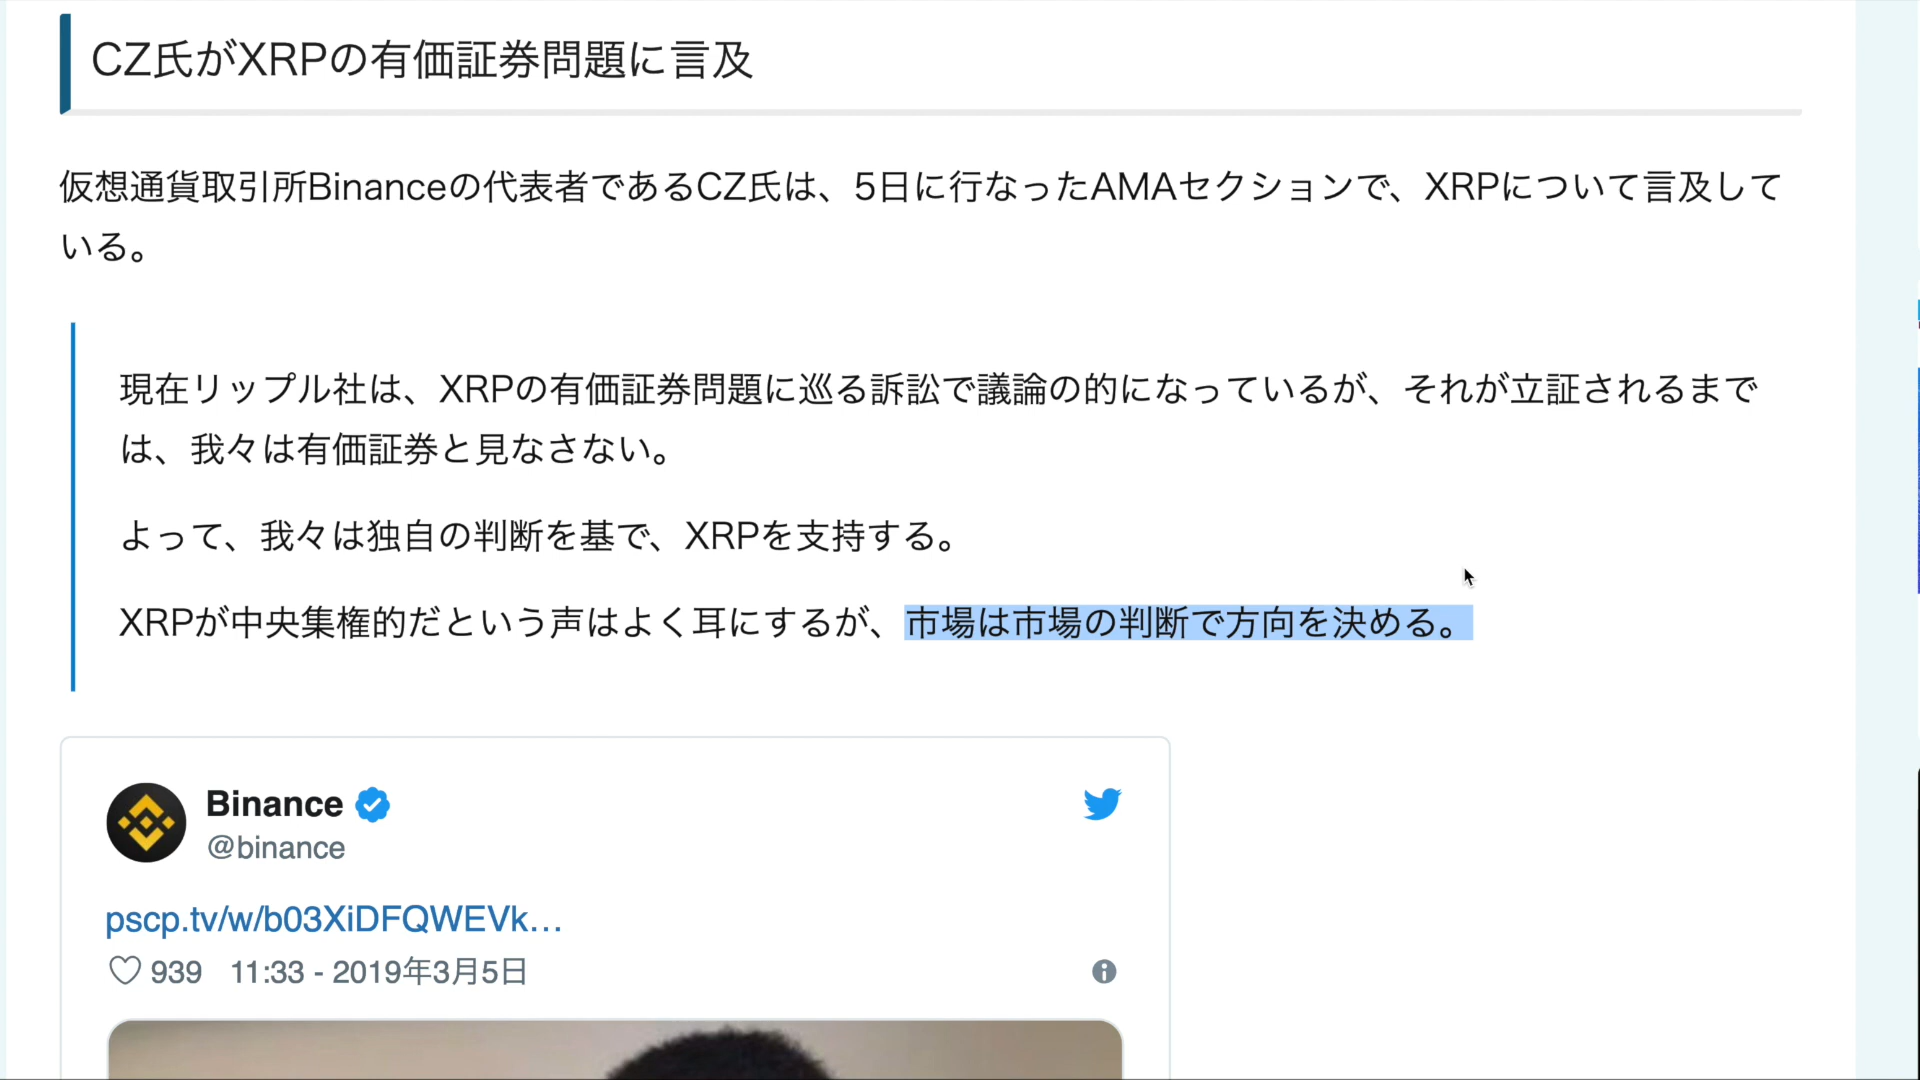 CZ氏がXRPの有価証券問題に言及
仮想通貨取引所Binanceの代表者であるCZ氏は、5日に行なったAMAセクションで、XRPについて言及して
いる。
現在リップル社は、XRPの有価証券問題に巡る訴訟で議論の的になっているが、それが立証されるまで
は、我々は有価証券と見なさない。
よって、我々は独自の判断を基で、XRPを支持する。
XRPが中央集権的だという声はよく耳にするが、市場は市場の判断で方向を決める。
Binance
@binance
pscp.tv/w/b03XiDFQWEVk…
939 11:33 - 2019年3月5日